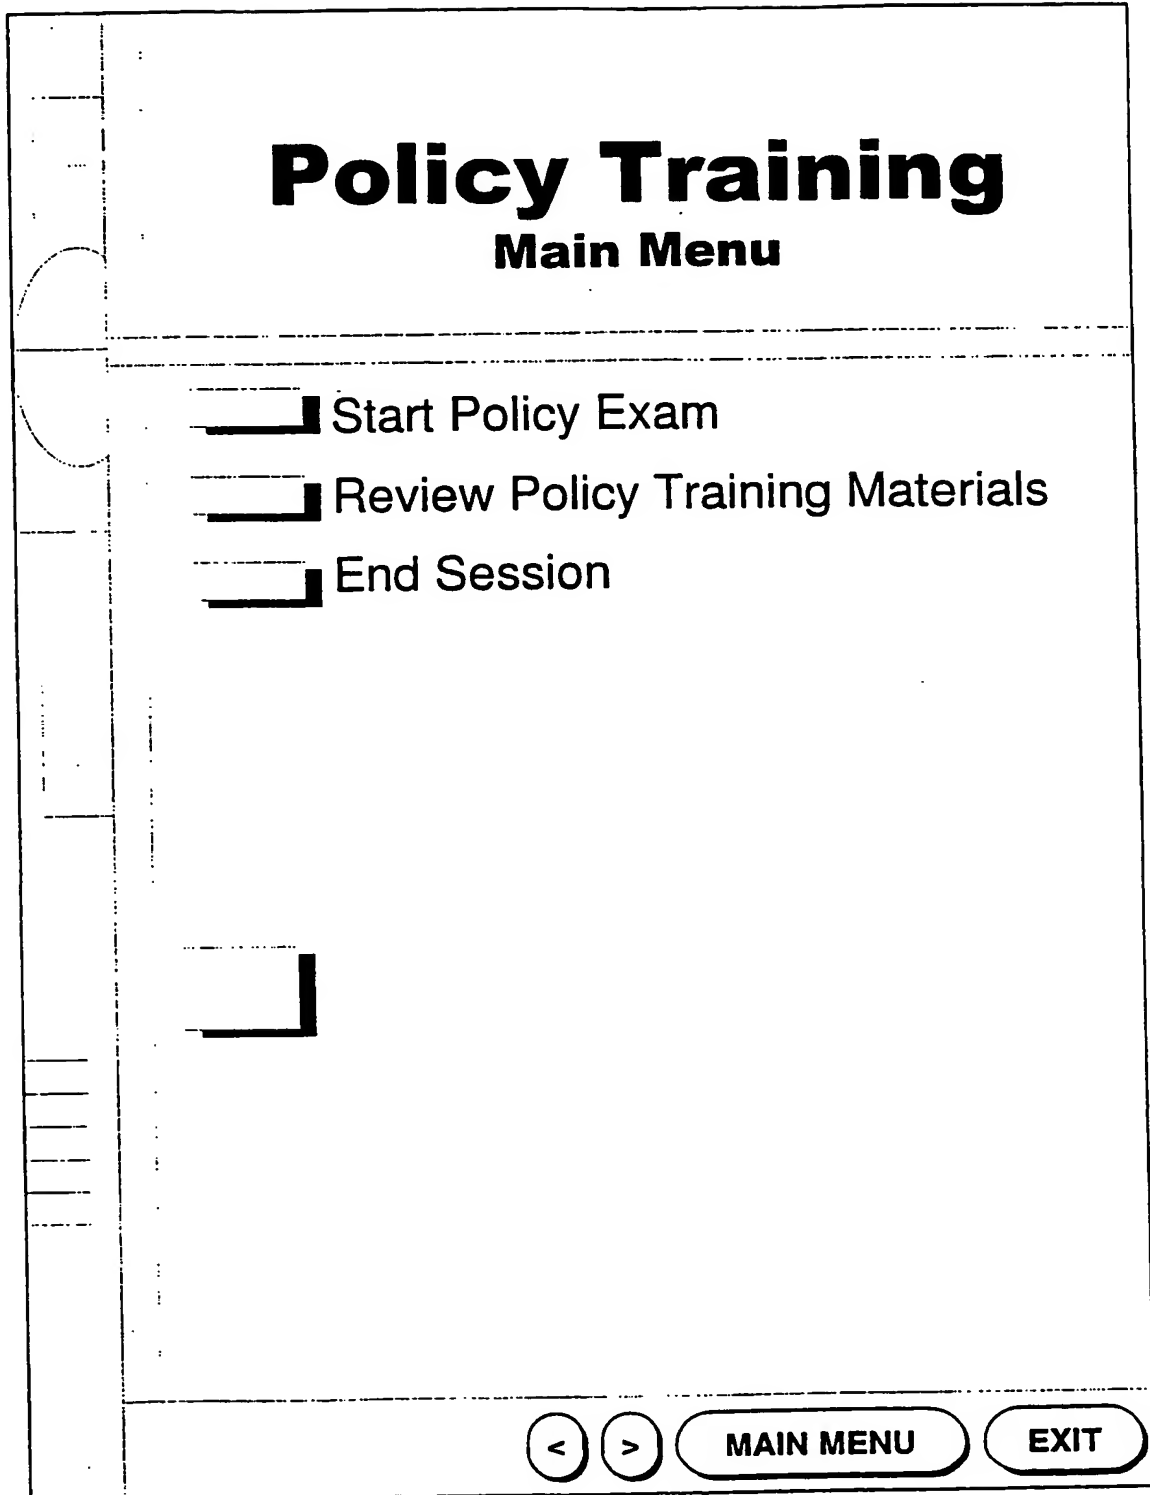 Policy Training
Main Menu
Start Policy Exam
Review Policy Training Materials
End Session
< > MAIN MENU EXIT